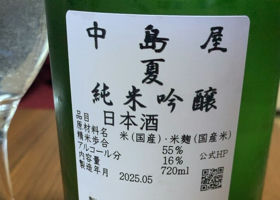 中島屋
夏
純米吟醸
品目 日本酒
原材料名 米(国産)・米麹(国産米)
精米歩合 55%
アルコール分 16%
内容量 720ml
製造年月 2025.05
公式HP